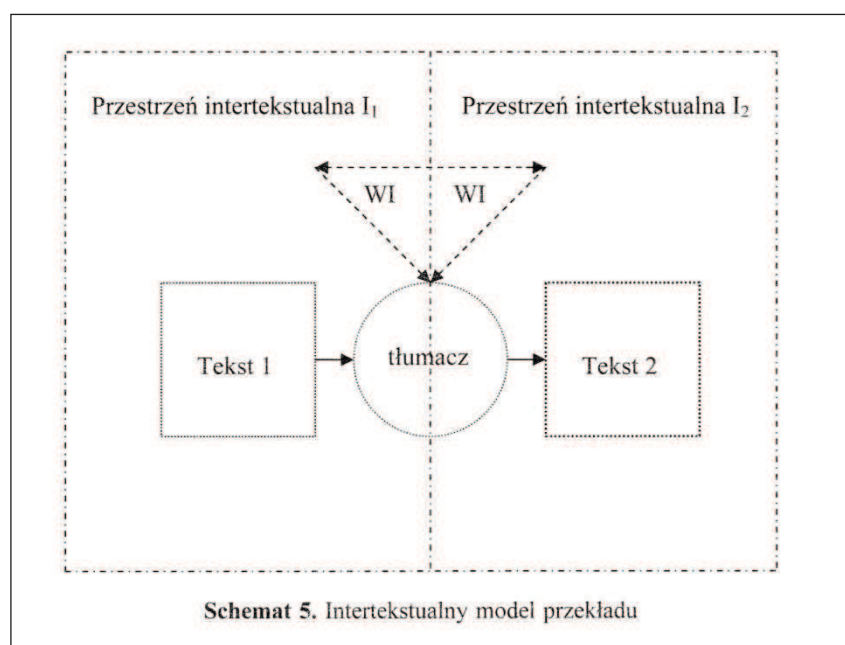 Przestrzeń intertekstualna I₁
Przestrzeń intertekstualna I₂
WI
WI
Tekst 1
tłumacz
Tekst 2
Schemat 5. Intertekstualny model przekładu